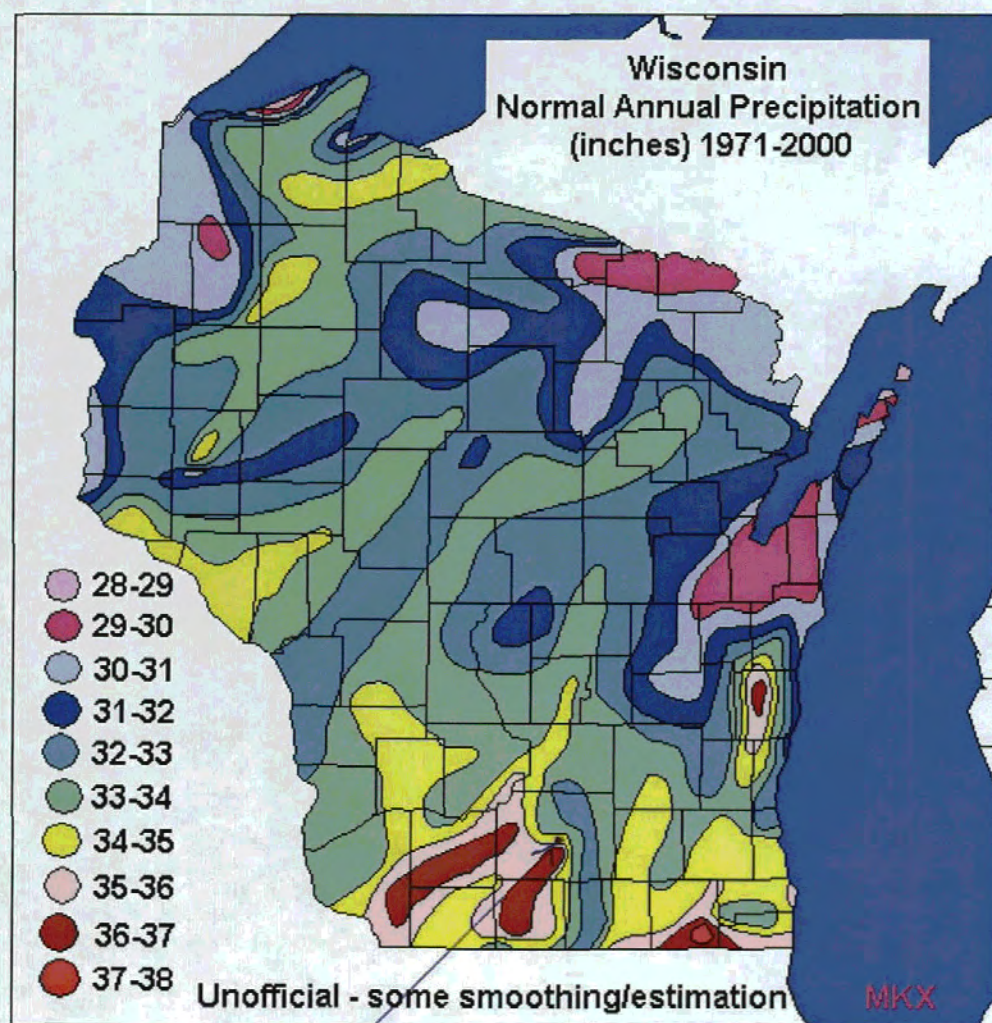 Wisconsin
Normal Annual Precipitation
(inches) 1971-2000
28-29
29-30
30-31
31-32
32-33
33-34
34-35
35-36
36-37
37-38
Unofficial - some smoothing/estimation
MKX